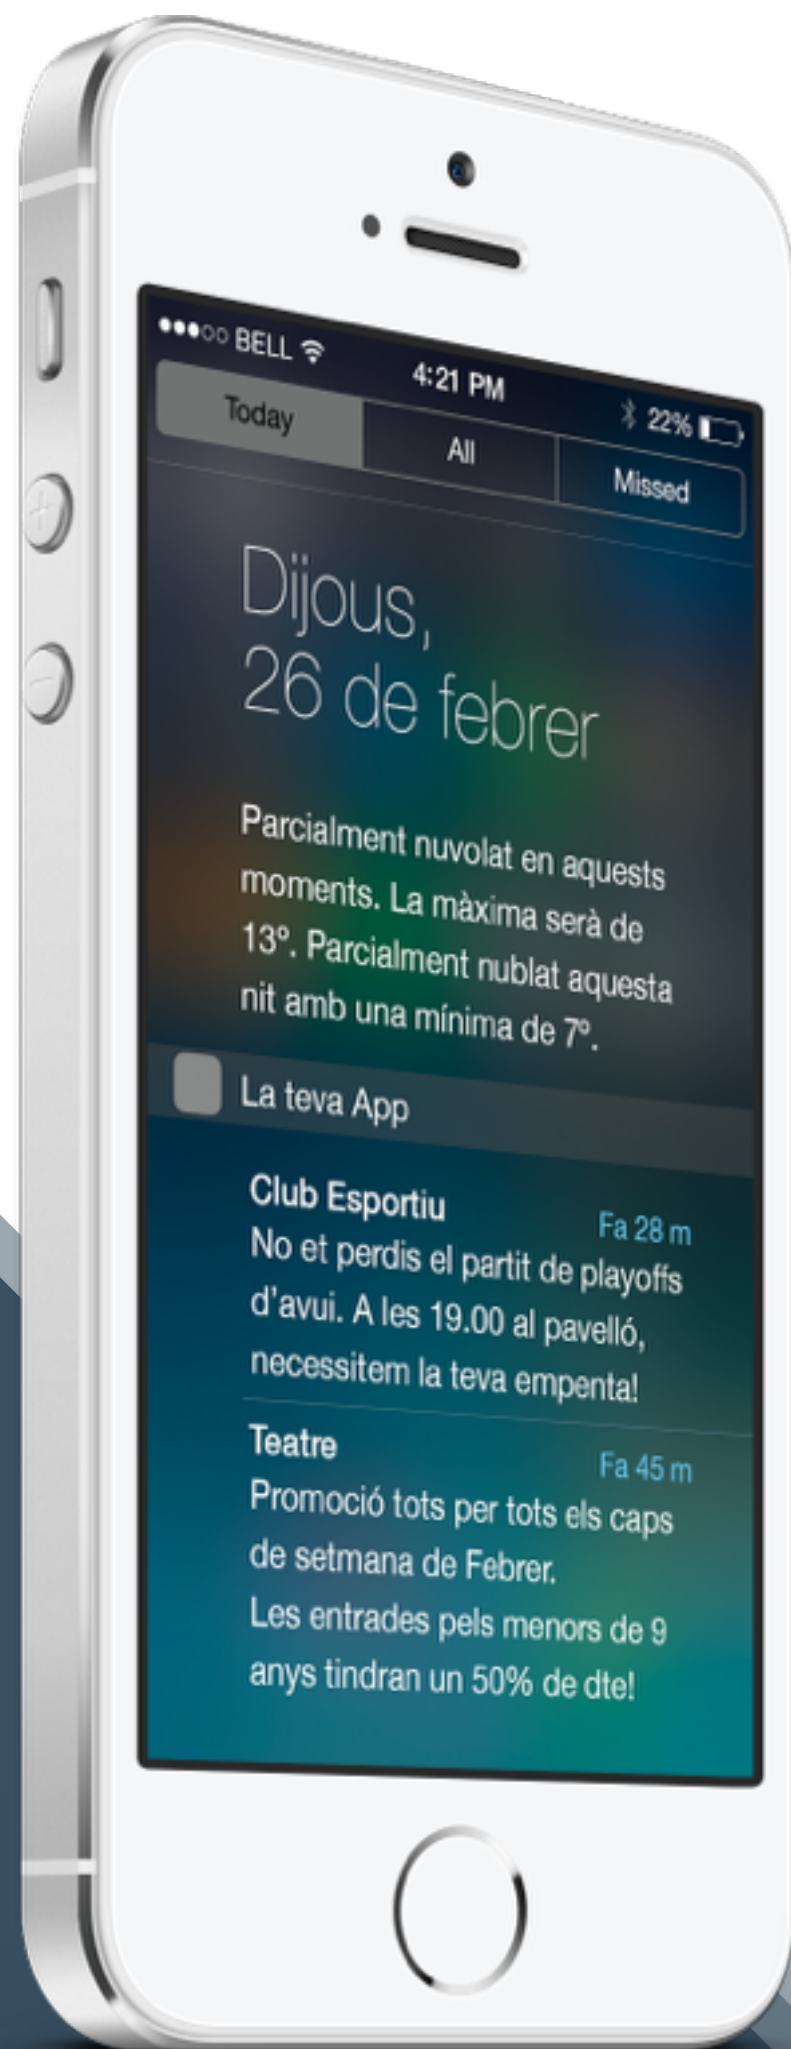 BELL 4:21 PM 22%
Today All Missed
Dijous,
26 de febrer
Parcialment nuvolat en aquests
moments. La màxima serà de
13º. Parcialment nublat aquesta
nit amb una mínima de 7º.
La teva App
Club Esportiu Fa 28 m
No et perdis el partit de playoffs
d'avui. A les 19.00 al pavelló,
necessitem la teva empenta!
Teatre Fa 45 m
Promoció tots per tots els caps
de setmana de Febrer.
Les entrades pels menors de 9
anys tindran un 50% de dte!